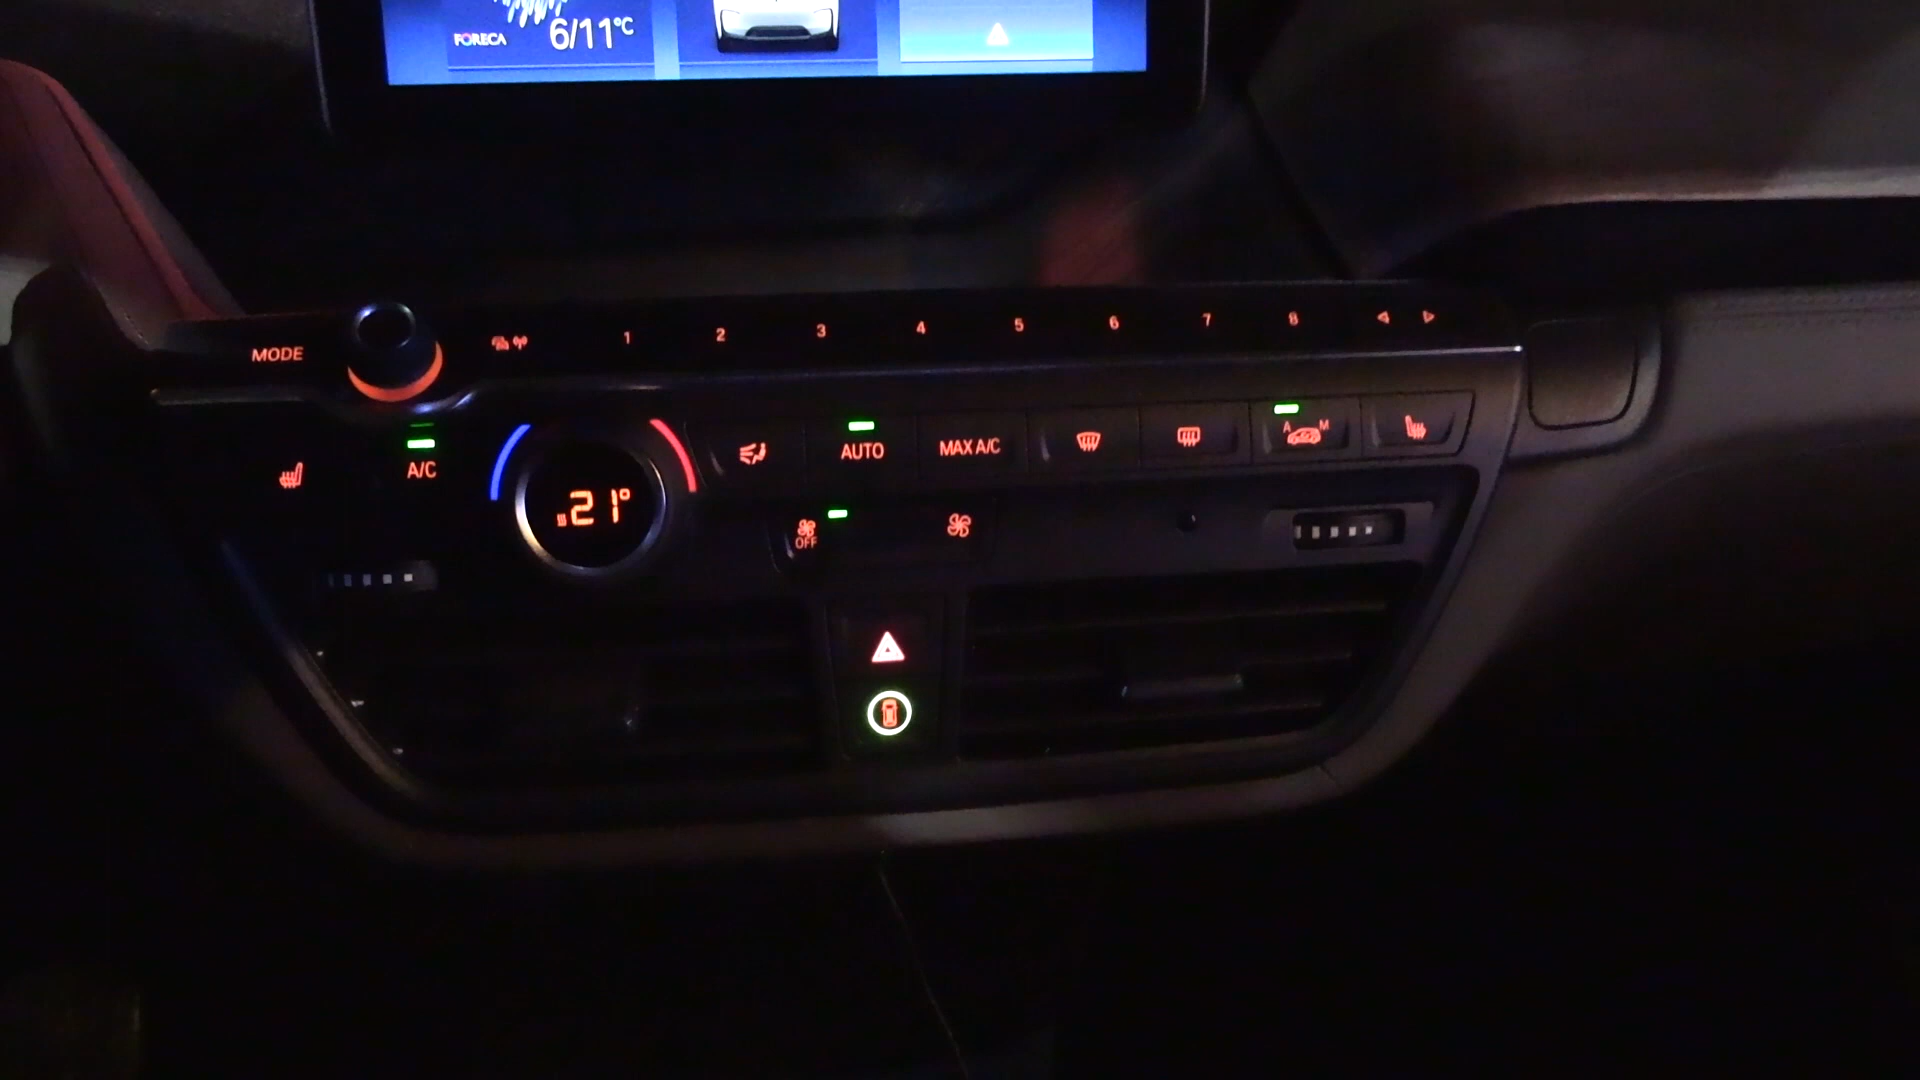 FORECA 6/11°C
MODE 1 2 3 4 5 6 7 8
A/C AUTO MAX A/C A M
21°
OFF